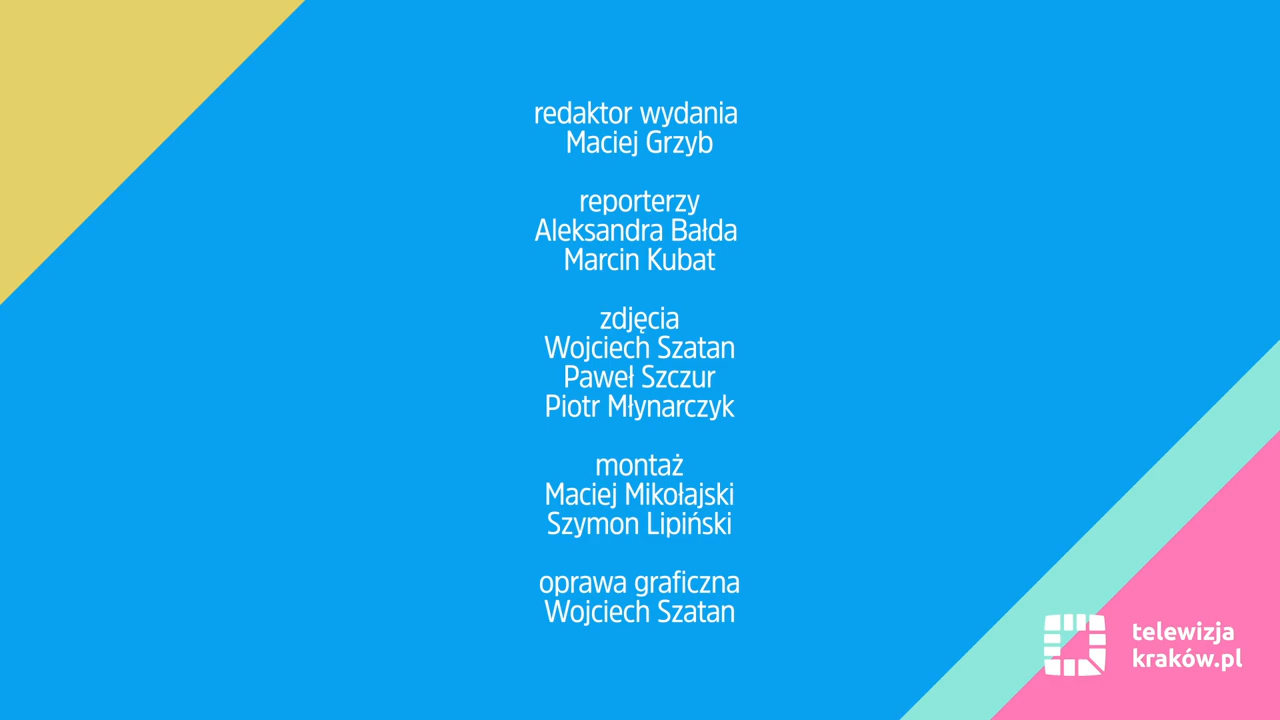 redaktor wydania
Maciej Grzyb
reporterzy
Aleksandra Bałda
Marcin Kubat
zdjęcia
Wojciech Szatan
Paweł Szczur
Piotr Młynarczyk
montaż
Maciej Mikołajski
Szymon Lipiński
oprawa graficzna
Wojciech Szatan
telewizja
kraków.pl